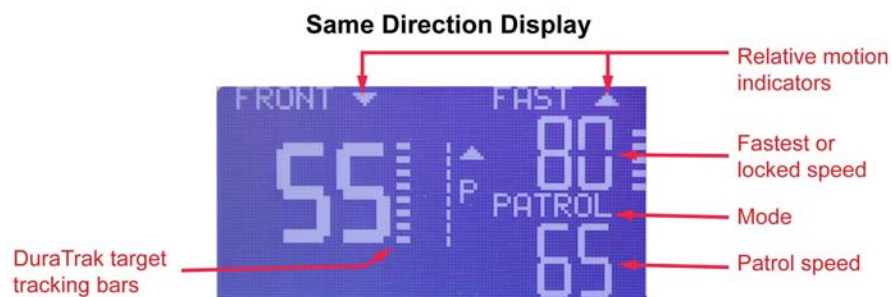 Same Direction Display
Relative motion
indicators
FRONT FAST
80
Fastest or
locked speed
55
P
PATROL
Mode
65
Patrol speed
DuraTrak target
tracking bars